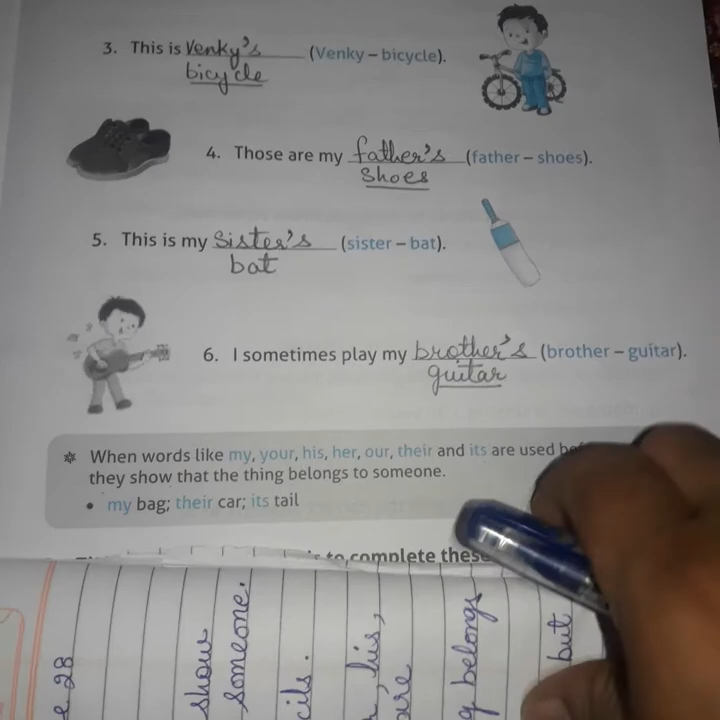 3. This is Venky's (Venky – bicycle).
bicycle
4. Those are my father's (father – shoes).
shoes
5. This is my sister's (sister – bat).
bat
6. I sometimes play my brother's (brother – guitar).
guitar
When words like my, your, his, her, our, their and its are used
they show that the thing belongs to someone.
• my bag; their car; its tail
to complete these
28
show
someone.
his,
belongs
but